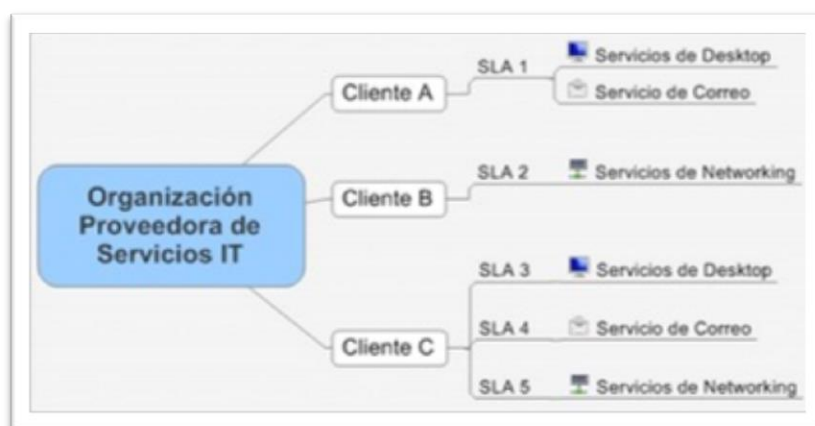 Organización
Proveedora de
Servicios IT
Cliente A
SLA 1
Servicios de Desktop
Servicio de Correo
Cliente B
SLA 2
Servicios de Networking
Cliente C
SLA 3
Servicios de Desktop
SLA 4
Servicio de Correo
SLA 5
Servicios de Networking